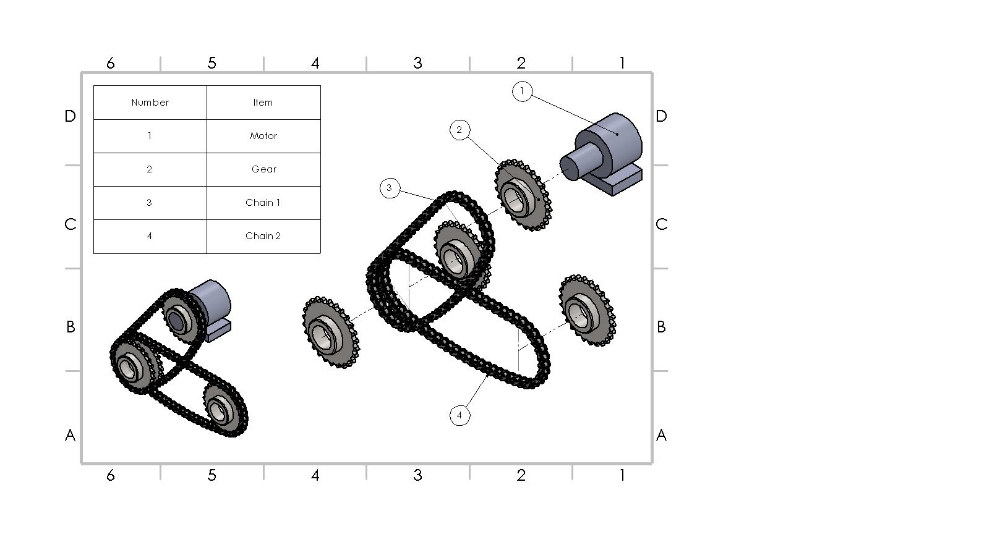 6 5 4 3 2 1
Number Item
1 Motor
2 Gear
3 Chain 1
4 Chain 2
1
2
3
4
D D
C C
B B
A A
6 5 4 3 2 1